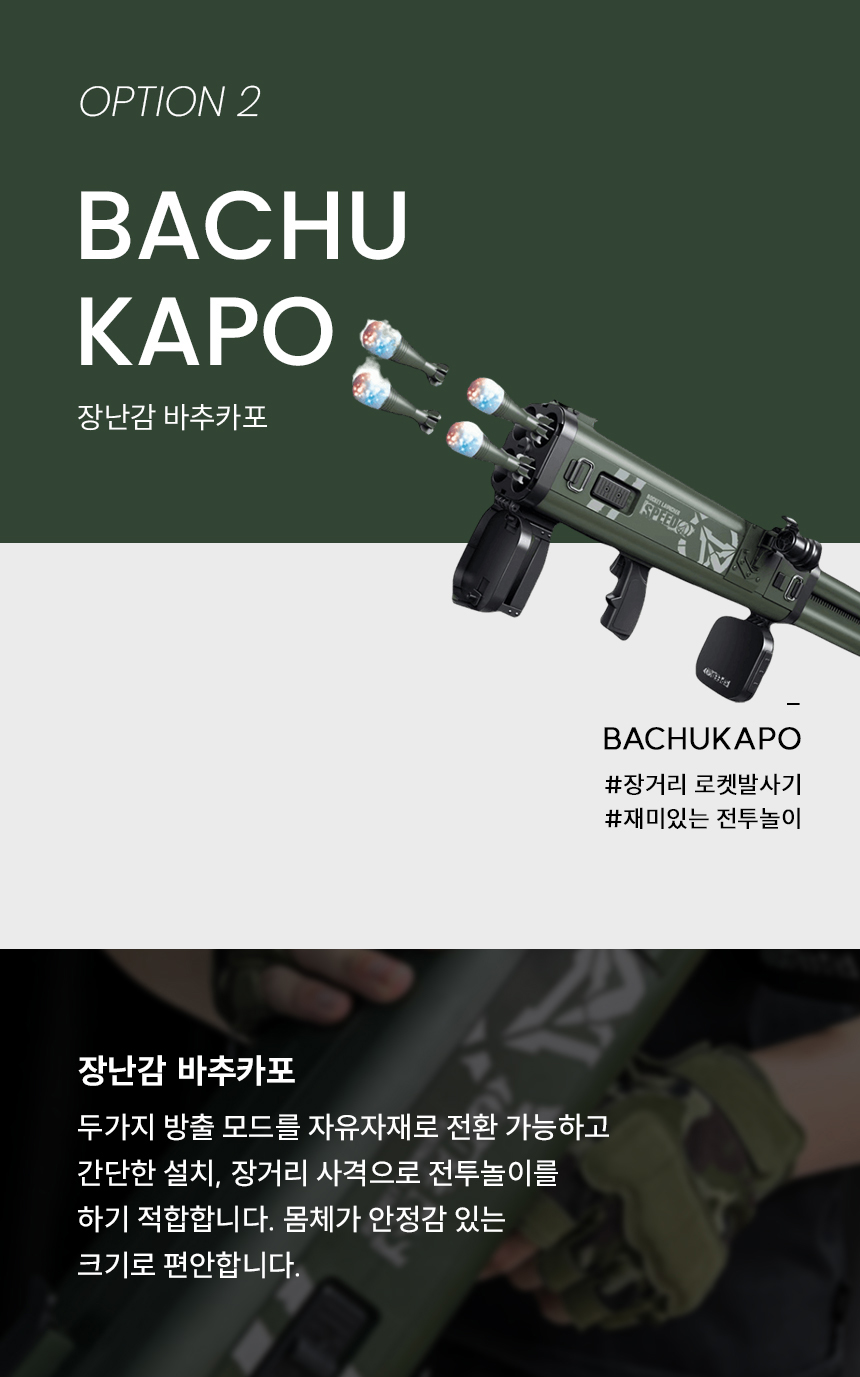 OPTION 2
BACHU
KAPO
장난감 바추카포
ROCKET LAUNCHER
SPEED
BACHUKAPO
#장거리 로켓발사기
#재미있는 전투놀이
장난감 바추카포
두가지 방출 모드를 자유자재로 전환 가능하고
간단한 설치, 장거리 사격으로 전투놀이를
하기 적합합니다. 몸체가 안정감 있는
크기로 편안합니다.